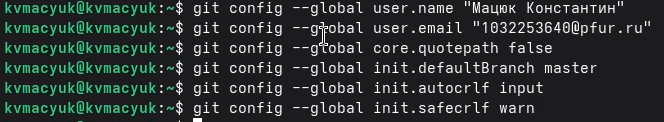 kvmacyuk@kvmacyuk:~$ git config --global user.name "Мацюк Константин"
kvmacyuk@kvmacyuk:~$ git config --global user.email "1032253640@pfur.ru"
kvmacyuk@kvmacyuk:~$ git config --global core.quotepath false
kvmacyuk@kvmacyuk:~$ git config --global init.defaultBranch master
kvmacyuk@kvmacyuk:~$ git config --global init.autocrlf input
kvmacyuk@kvmacyuk:~$ git config --global init.safecrlf warn